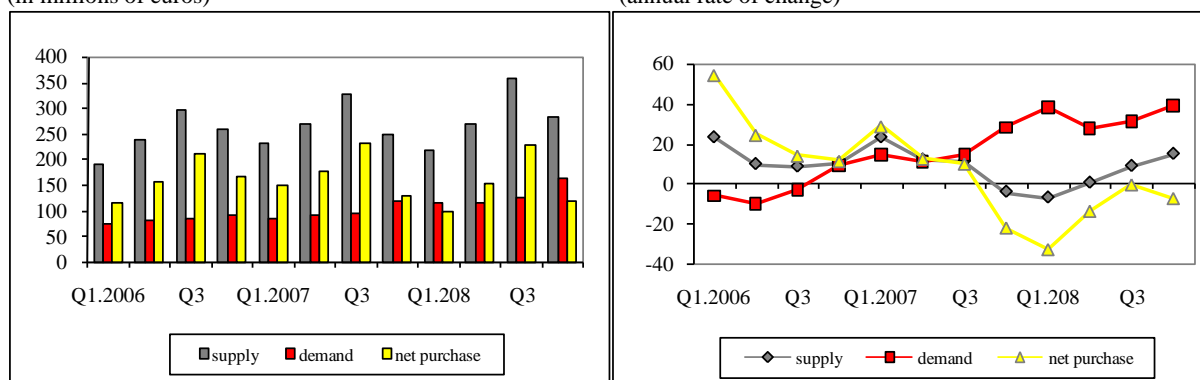 (in millions of euros)
(annual rate of change)
400
350
300
250
200
150
100
50
0
Q1.2006 Q3 Q1.2007 Q3 Q1.208 Q3
supply demand net purchase
60
40
20
0
-20
-40
Q1.2006 Q3 Q1.2007 Q3 Q1.208 Q3
supply demand net purchase